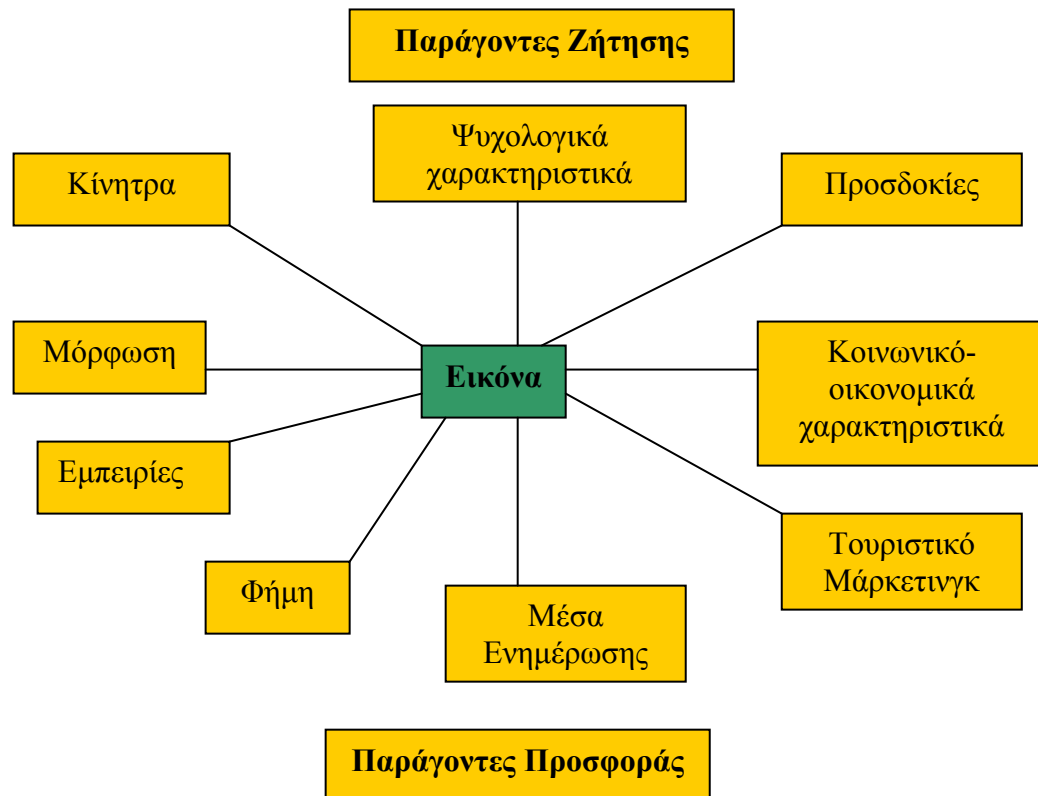 Παράγοντες Ζήτησης
Ψυχολογικά
χαρακτηριστικά
Κίνητρα
Προσδοκίες
Μόρφωση
Εικόνα
Κοινωνικό-
οικονομικά
χαρακτηριστικά
Εμπειρίες
Τουριστικό
Μάρκετινγκ
Φήμη
Μέσα
Ενημέρωσης
Παράγοντες Προσφοράς